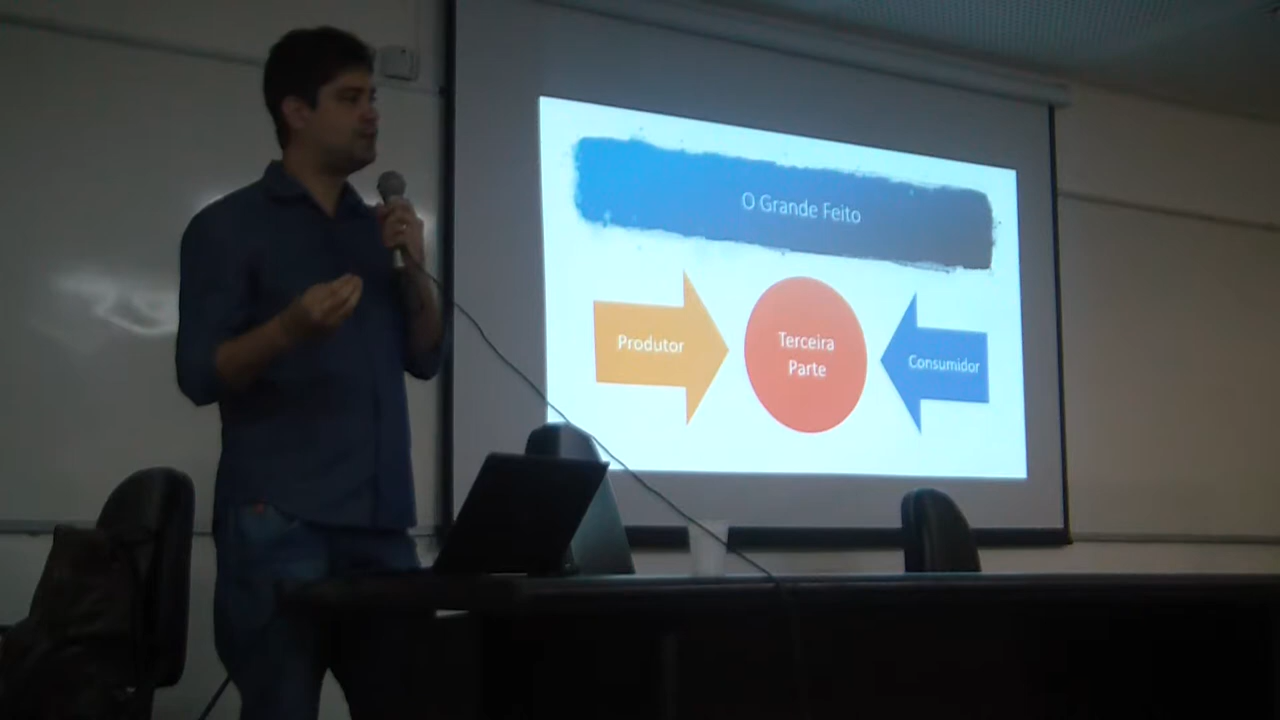 O Grande Feito
Produtor
Terceira
Parte
Consumidor